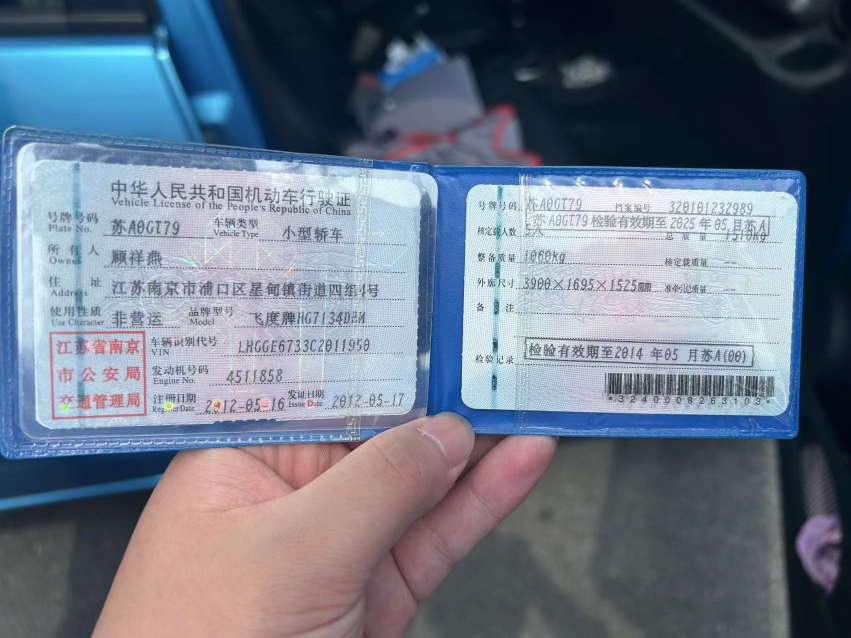 中华人民共和国机动车行驶证
Vehicle License of the People's Republic of China
号牌号码 苏A0GT79 车辆类型 小型轿车
Plate No. Vehicle Type
所有人 顾祥燕
Owner
住址 江苏南京市浦口区星甸镇街道四组4号
Address
使用性质 非营运 品牌型号 飞度牌HG7134DBM
Use Character Model
江苏省南京
市公安局
交通管理局
车辆识别代号 LHGGE6733C2011950
VIN
发动机号码 4511858
Engine No.
注册日期 2012-05-16 发证日期 2012-05-17
Register Date Issue Date
号牌号码 苏A0GT79 档案编号 320101232989
苏A0GT79 检验有效期至 2025 年 05 月苏A
核定载人数 5人 总质量 1510kg
整备质量 1060kg 核定载质量 --
外廓尺寸 3900×1695×1525mm 准牵引总质量 --
备注
检验记录 检验有效期至2014 年05 月苏A(00)
*3240008263103*